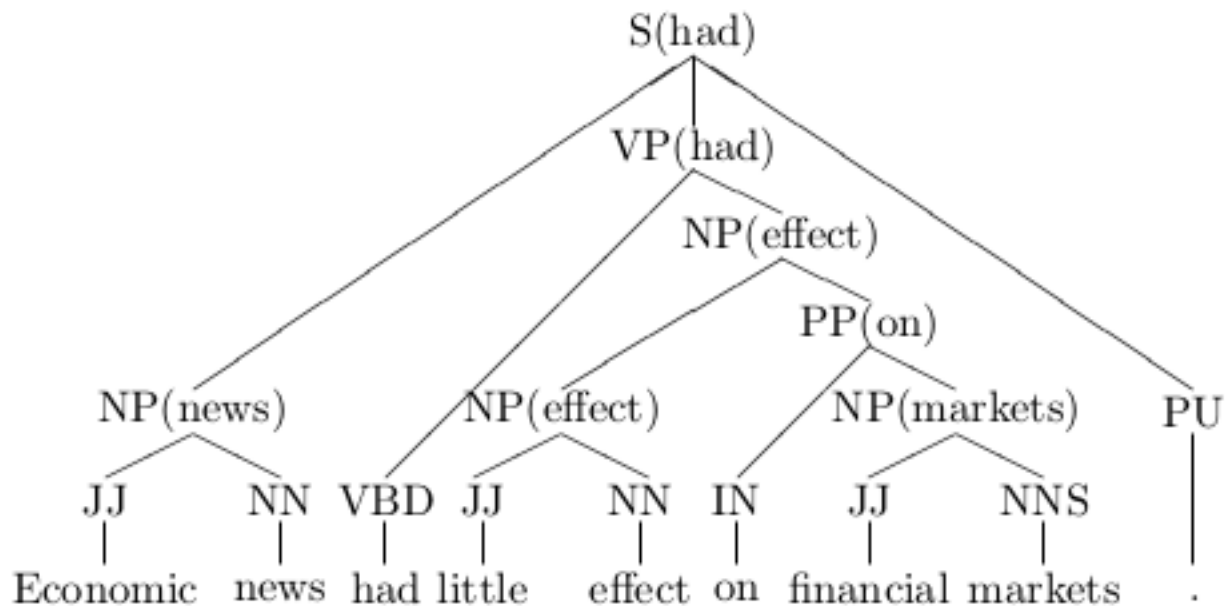 S(had)
VP(had)
NP(effect)
PP(on)
NP(news) NP(effect) NP(markets) PU
JJ NN VBD JJ NN IN JJ NNS
Economic news had little effect on financial markets .